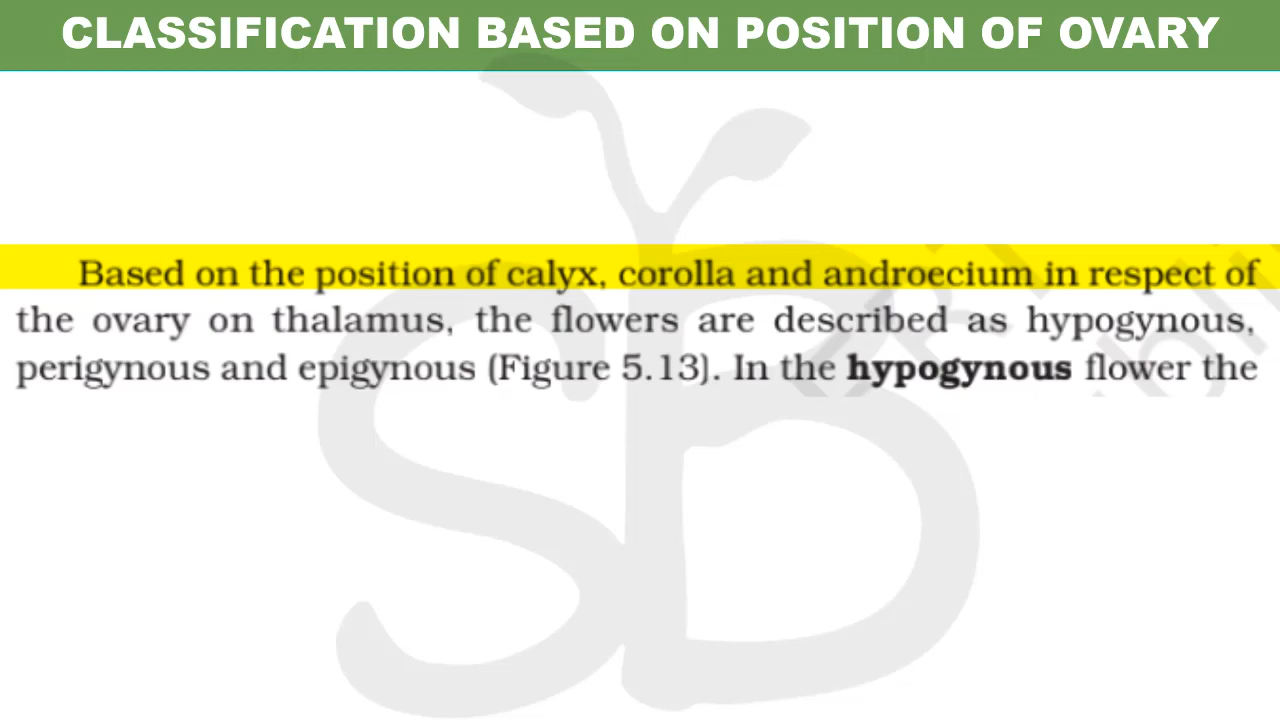 CLASSIFICATION BASED ON POSITION OF OVARY
Based on the position of calyx, corolla and androecium in respect of
the ovary on thalamus, the flowers are described as hypogynous,
perigynous and epigynous (Figure 5.13). In the hypogynous flower the
SD